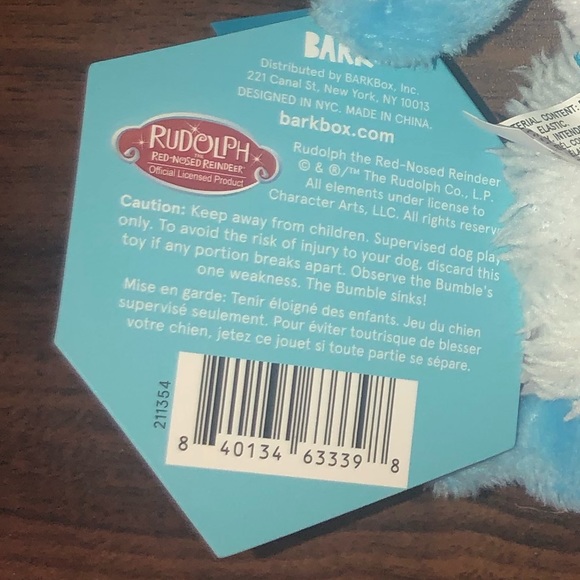 BARK
Distributed by BARKBox, Inc.
221 Canal St, New York, NY 10013
DESIGNED IN NYC. MADE IN CHINA.
barkbox.com
RUDOLPH
THE
RED-NOSED REINDEER
Official Licensed Product
Rudolph the Red-Nosed Reindeer
© & ®/™ The Rudolph Co., L.P.
All elements under license to
Character Arts, LLC. All rights reserv
Caution: Keep away from children. Supervised dog play
only. To avoid the risk of injury to your dog, discard this
toy if any portion breaks apart. Observe the Bumble's
one weakness. The Bumble sinks!
Mise en garde: Tenir éloigné des enfants. Jeu du chien
supervisé seulement. Pour éviter toutrisque de blesser
votre chien, jetez ce jouet si toute partie se sépare.
211354
8 40134 63339 8
ERIAL CONTENT:
ELASTIC.
INTEND